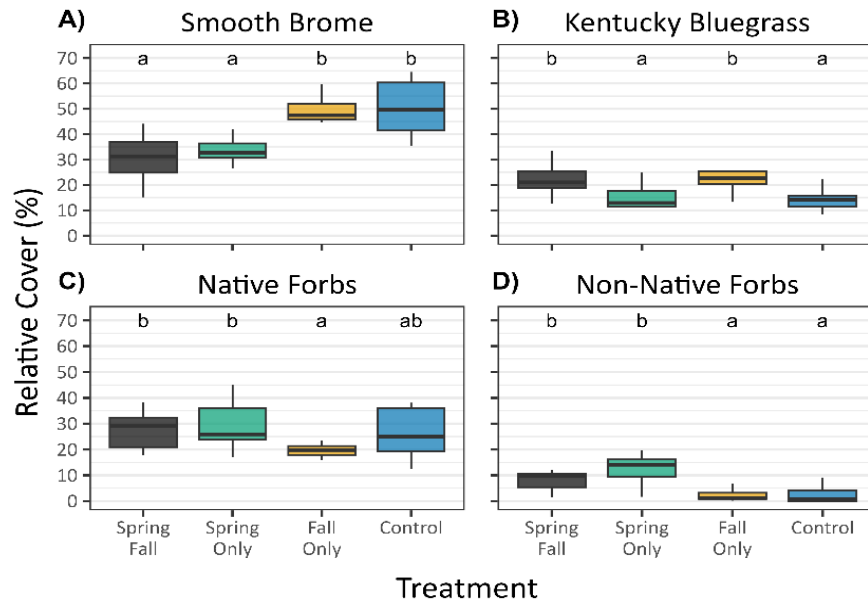 A) Smooth Brome
B) Kentucky Bluegrass
70 a a b b
b a b a
60
50
40
30
20
10
0
C) Native Forbs
D) Non-Native Forbs
70 b b a ab
b b a a
60
50
40
30
20
10
0
Relative Cover (%)
Spring Fall
Spring Only
Fall Only
Control
Spring Fall
Spring Only
Fall Only
Control
Treatment